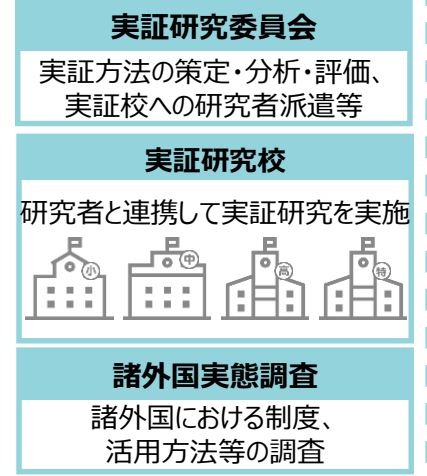 実証研究委員会
実証方法の策定・分析・評価、
実証校への研究者派遣等
実証研究校
研究者と連携して実証研究を実施
小 中 高 特
諸外国実態調査
諸外国における制度、
活用方法等の調査